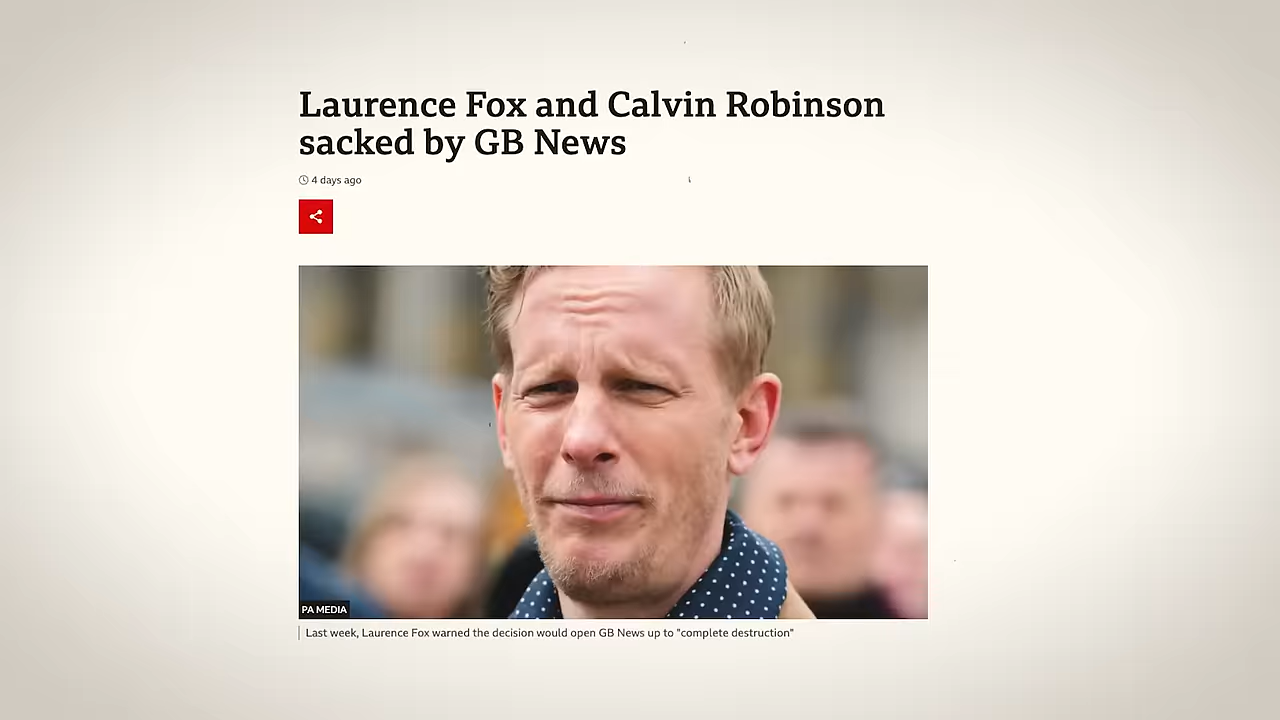 Laurence Fox and Calvin Robinson
sacked by GB News
4 days ago
PA MEDIA
Last week, Laurence Fox warned the decision would open GB News up to "complete destruction"